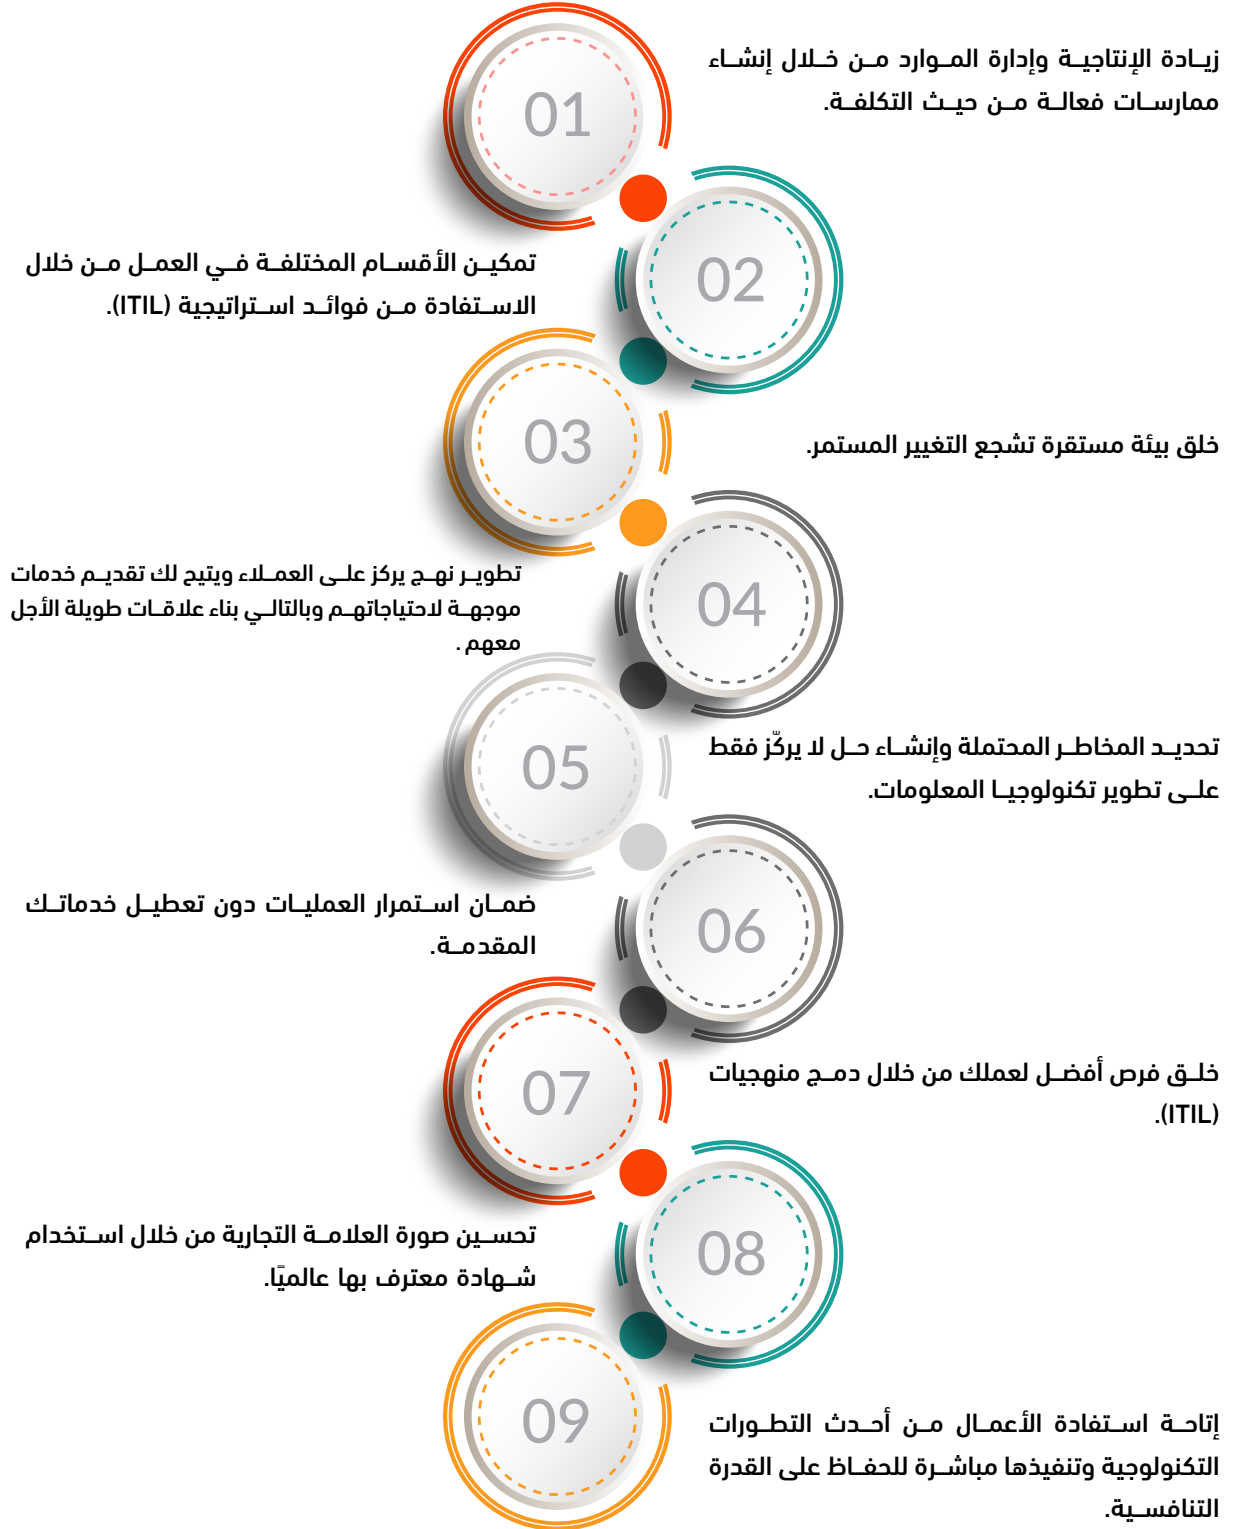 01
زيادة الإنتاجية وإدارة الموارد من خلال إنشاء
ممارسات فعالة من حيث التكلفة.
02
تمكين الأقسام المختلفة في العمل من خلال
الاستفادة من فوائد استراتيجية (ITIL).
03
خلق بيئة مستقرة تشجع التغيير المستمر.
04
تطوير نهج يركز على العملاء ويتيح لك تقديم خدمات
موجهة لاحتياجاتهم وبالتالي بناء علاقات طويلة الأجل
معهم .
05
تحديد المخاطر المحتملة وإنشاء حل لا يركّز فقط
على تطوير تكنولوجيا المعلومات.
06
ضمان استمرار العمليات دون تعطيل خدماتك
المقدمة.
07
خلق فرص أفضل لعملك من خلال دمج منهجيات
(ITIL).
08
تحسين صورة العلامة التجارية من خلال استخدام
شهادة معترف بها عالميًا.
09
إتاحة استفادة الأعمال من أحدث التطورات
التكنولوجية وتنفيذها مباشرة للحفاظ على القدرة
التنافسية.